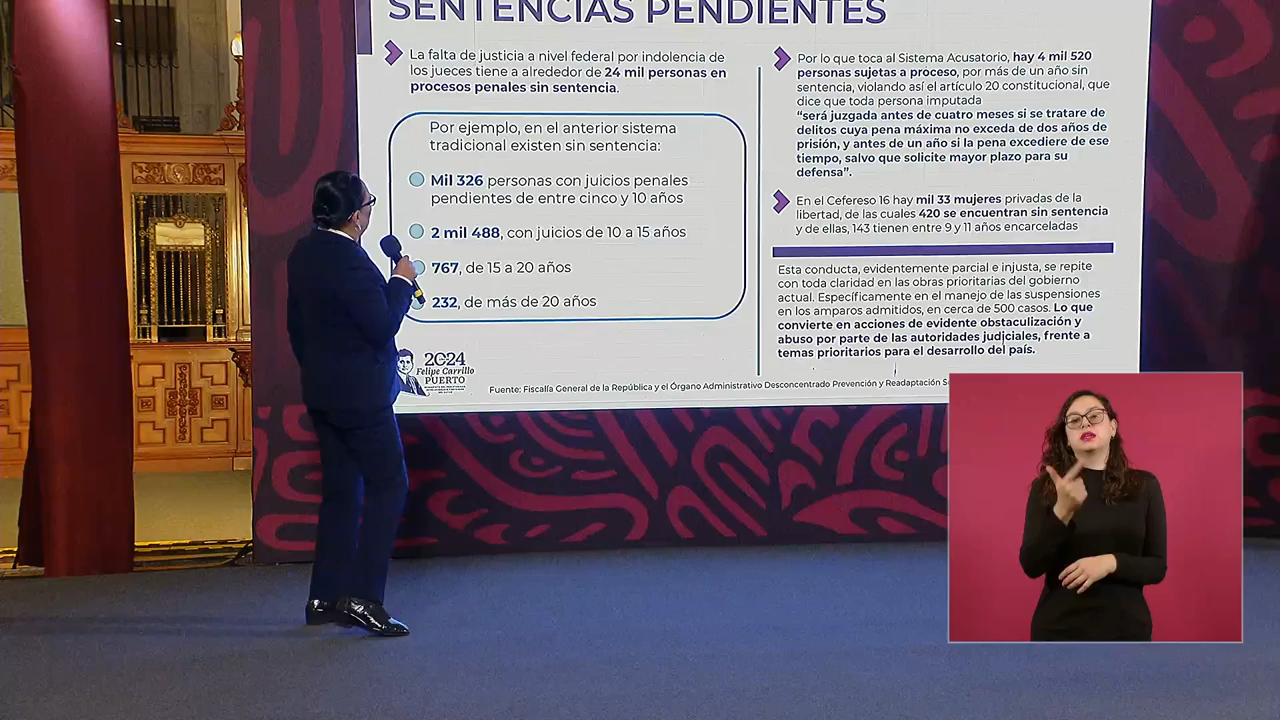 SENTENCIAS PENDIENTES
La falta de justicia a nivel federal por indolencia de
los jueces tiene a alrededor de 24 mil personas en
procesos penales sin sentencia.
Por ejemplo, en el anterior sistema
tradicional existen sin sentencia:
Mil 326 personas con juicios penales
pendientes de entre cinco y 10 años
2 mil 488, con juicios de 10 a 15 años
767, de 15 a 20 años
232, de más de 20 años
2024
Felipe Carrillo
PUERTO
Por lo que toca al Sistema Acusatorio, hay 4 mil 520
personas sujetas a proceso, por más de un año sin
sentencia, violando así el artículo 20 constitucional, que
dice que toda persona imputada
“será juzgada antes de cuatro meses si se tratare de
delitos cuya pena máxima no exceda de dos años de
prisión, y antes de un año si la pena excediere de ese
tiempo, salvo que solicite mayor plazo para su
defensa”.
En el Cefereso 16 hay mil 33 mujeres privadas de la
libertad, de las cuales 420 se encuentran sin sentencia
y de ellas, 143 tienen entre 9 y 11 años encarceladas
Esta conducta, evidentemente parcial e injusta, se repite
con toda claridad en las obras prioritarias del gobierno
actual. Específicamente en el manejo de las suspensiones
en los amparos admitidos, en cerca de 500 casos. Lo que
convierte en acciones de evidente obstaculización y
abuso por parte de las autoridades judiciales, frente a
temas prioritarios para el desarrollo del país.
Fuente: Fiscalía General de la República y el Órgano Administrativo Desconcentrado Prevención y Readaptación